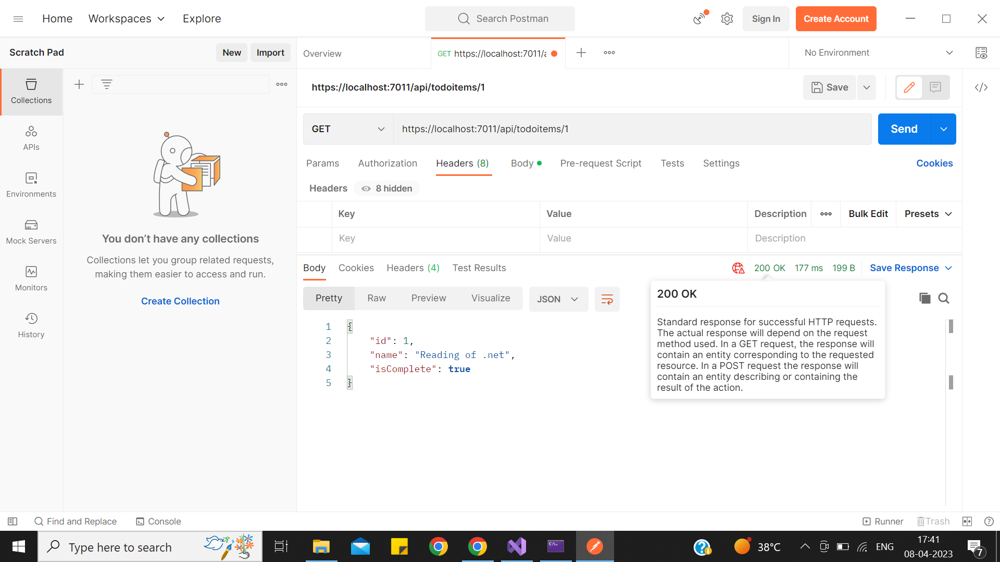 Home
Workspaces
Explore
Search Postman
Sign In
Create Account
Scratch Pad
New
Import
Overview
GET https://localhost:7011/a
No Environment
Collections
APIs
Environments
Mock Servers
Monitors
History
You don’t have any collections
Collections let you group related requests,
making them easier to access and run.
Create Collection
https://localhost:7011/api/todoitems/1
Save
GET
https://localhost:7011/api/todoitems/1
Send
Params
Authorization
Headers (8)
Body
Pre-request Script
Tests
Settings
Cookies
Headers
8 hidden
Key
Value
Description
Bulk Edit
Presets
Key
Value
Description
Body
Cookies
Headers (4)
Test Results
200 OK
177 ms
199 B
Save Response
Pretty
Raw
Preview
Visualize
JSON
1 {
2 "id": 1,
3 "name": "Reading of .net",
4 "isComplete": true
5 }
200 OK
Standard response for successful HTTP requests.
The actual response will depend on the request
method used. In a GET request, the response will
contain an entity corresponding to the requested
resource. In a POST request the response will
contain an entity describing or containing the
result of the action.
Find and Replace
Console
Runner
Trash
Type here to search
38°C
ENG
17:41
08-04-2023
7